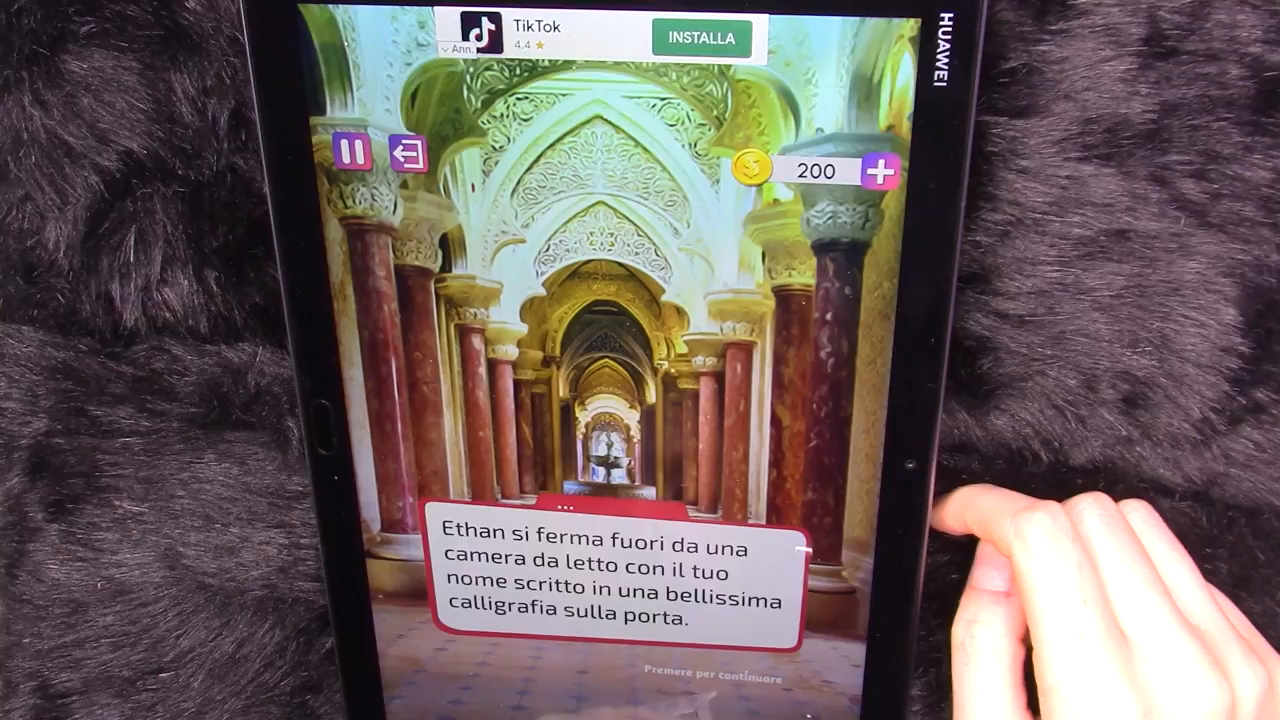 TikTok
Ann.
4.4
INSTALLA
HUAWEI
200
Ethan si ferma fuori da una
camera da letto con il tuo
nome scritto in una bellissima
calligrafia sulla porta.
Premere per continuare